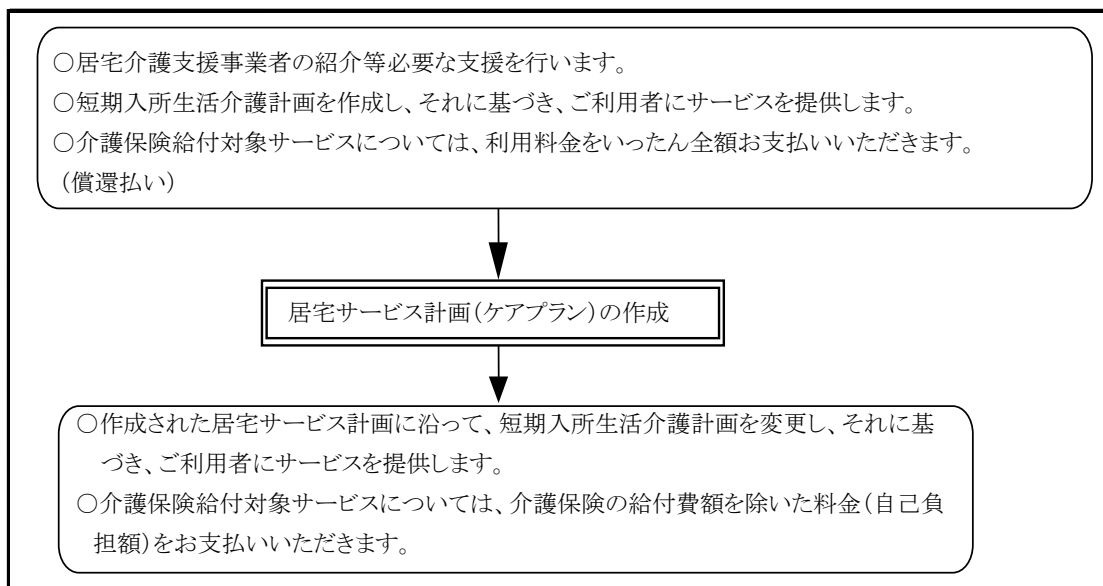 ○居宅介護支援事業者の紹介等必要な支援を行います。
○短期入所生活介護計画を作成し、それに基づき、ご利用者にサービスを提供します。
○介護保険給付対象サービスについては、利用料金をいったん全額お支払いいただきます。
（償還払い）
居宅サービス計画（ケアプラン）の作成
○作成された居宅サービス計画に沿って、短期入所生活介護計画を変更し、それに基
づき、ご利用者にサービスを提供します。
○介護保険給付対象サービスについては、介護保険の給付費額を除いた料金（自己負
担額）をお支払いいただきます。